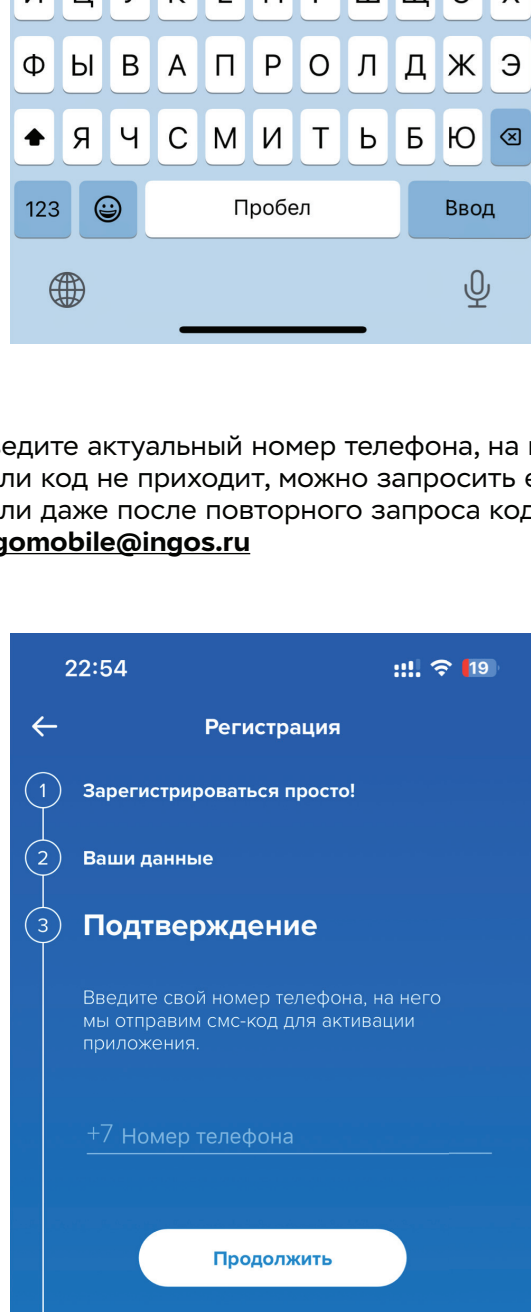 Ф Ы В А П Р О Л Д Ж Э
Я Ч С М И Т Ь Б Ю
123 Пробел Ввод
ведите актуальный номер телефона, на
ли код не приходит, можно запросить
ли даже после повторного запроса код
gomobile@ingos.ru
22:54 19
Регистрация
1 Зарегистрироваться просто!
2 Ваши данные
3 Подтверждение
Введите свой номер телефона, на него
мы отправим смс-код для активации
приложения.
+7 Номер телефона
Продолжить